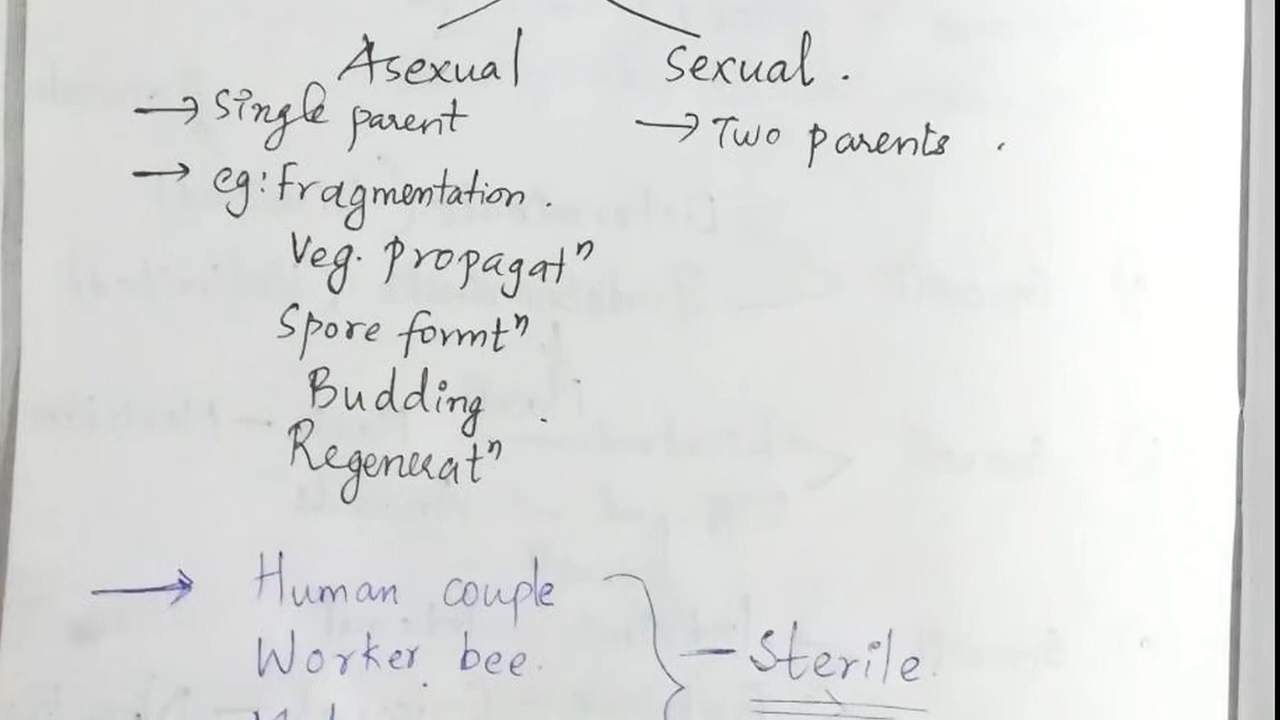 Asexual
→ Single parent
→ eg: fragmentation.
Veg. propagatⁿ
Spore formtⁿ
Budding
Regeneratⁿ
Sexual.
→ Two parents.
→ Human couple
Worker bee.
– Sterile